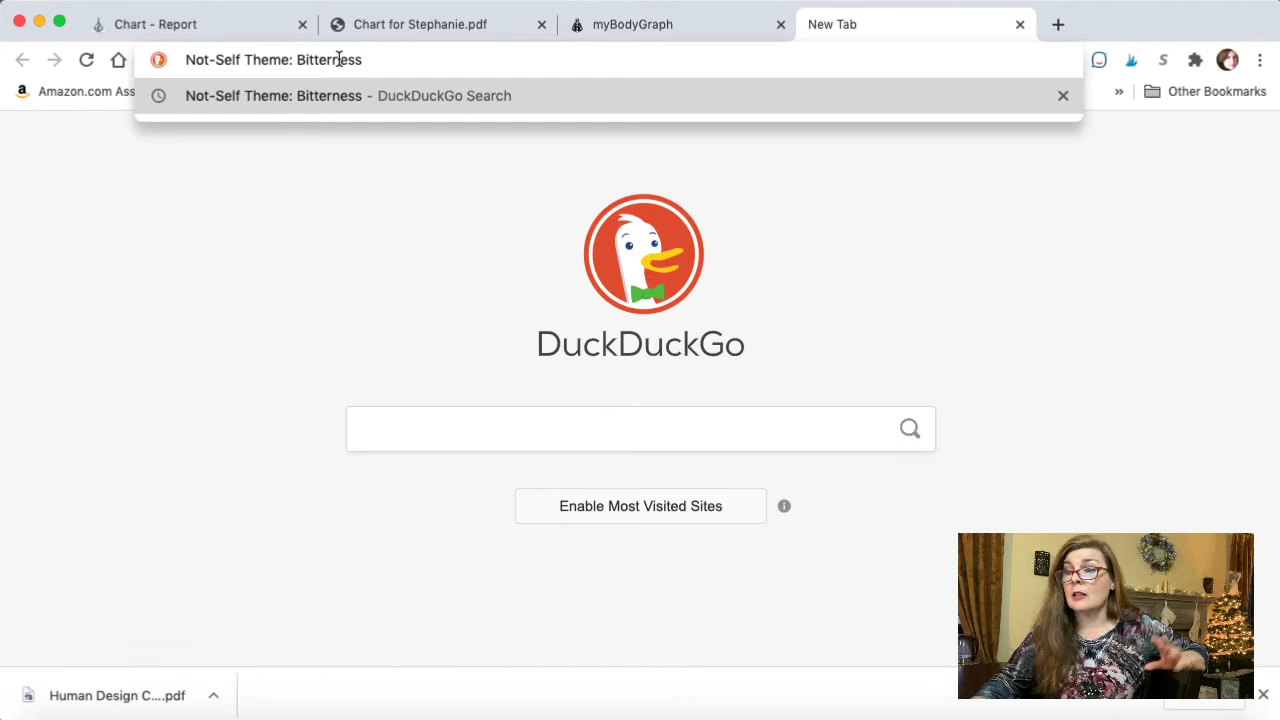 Chart - Report
Chart for Stephanie.pdf
myBodyGraph
New Tab
Not-Self Theme: Bitterness
S
Amazon.com Ass
»
Other Bookmarks
Not-Self Theme: Bitterness – DuckDuckGo Search
DuckDuckGo
Enable Most Visited Sites
Human Design C....pdf